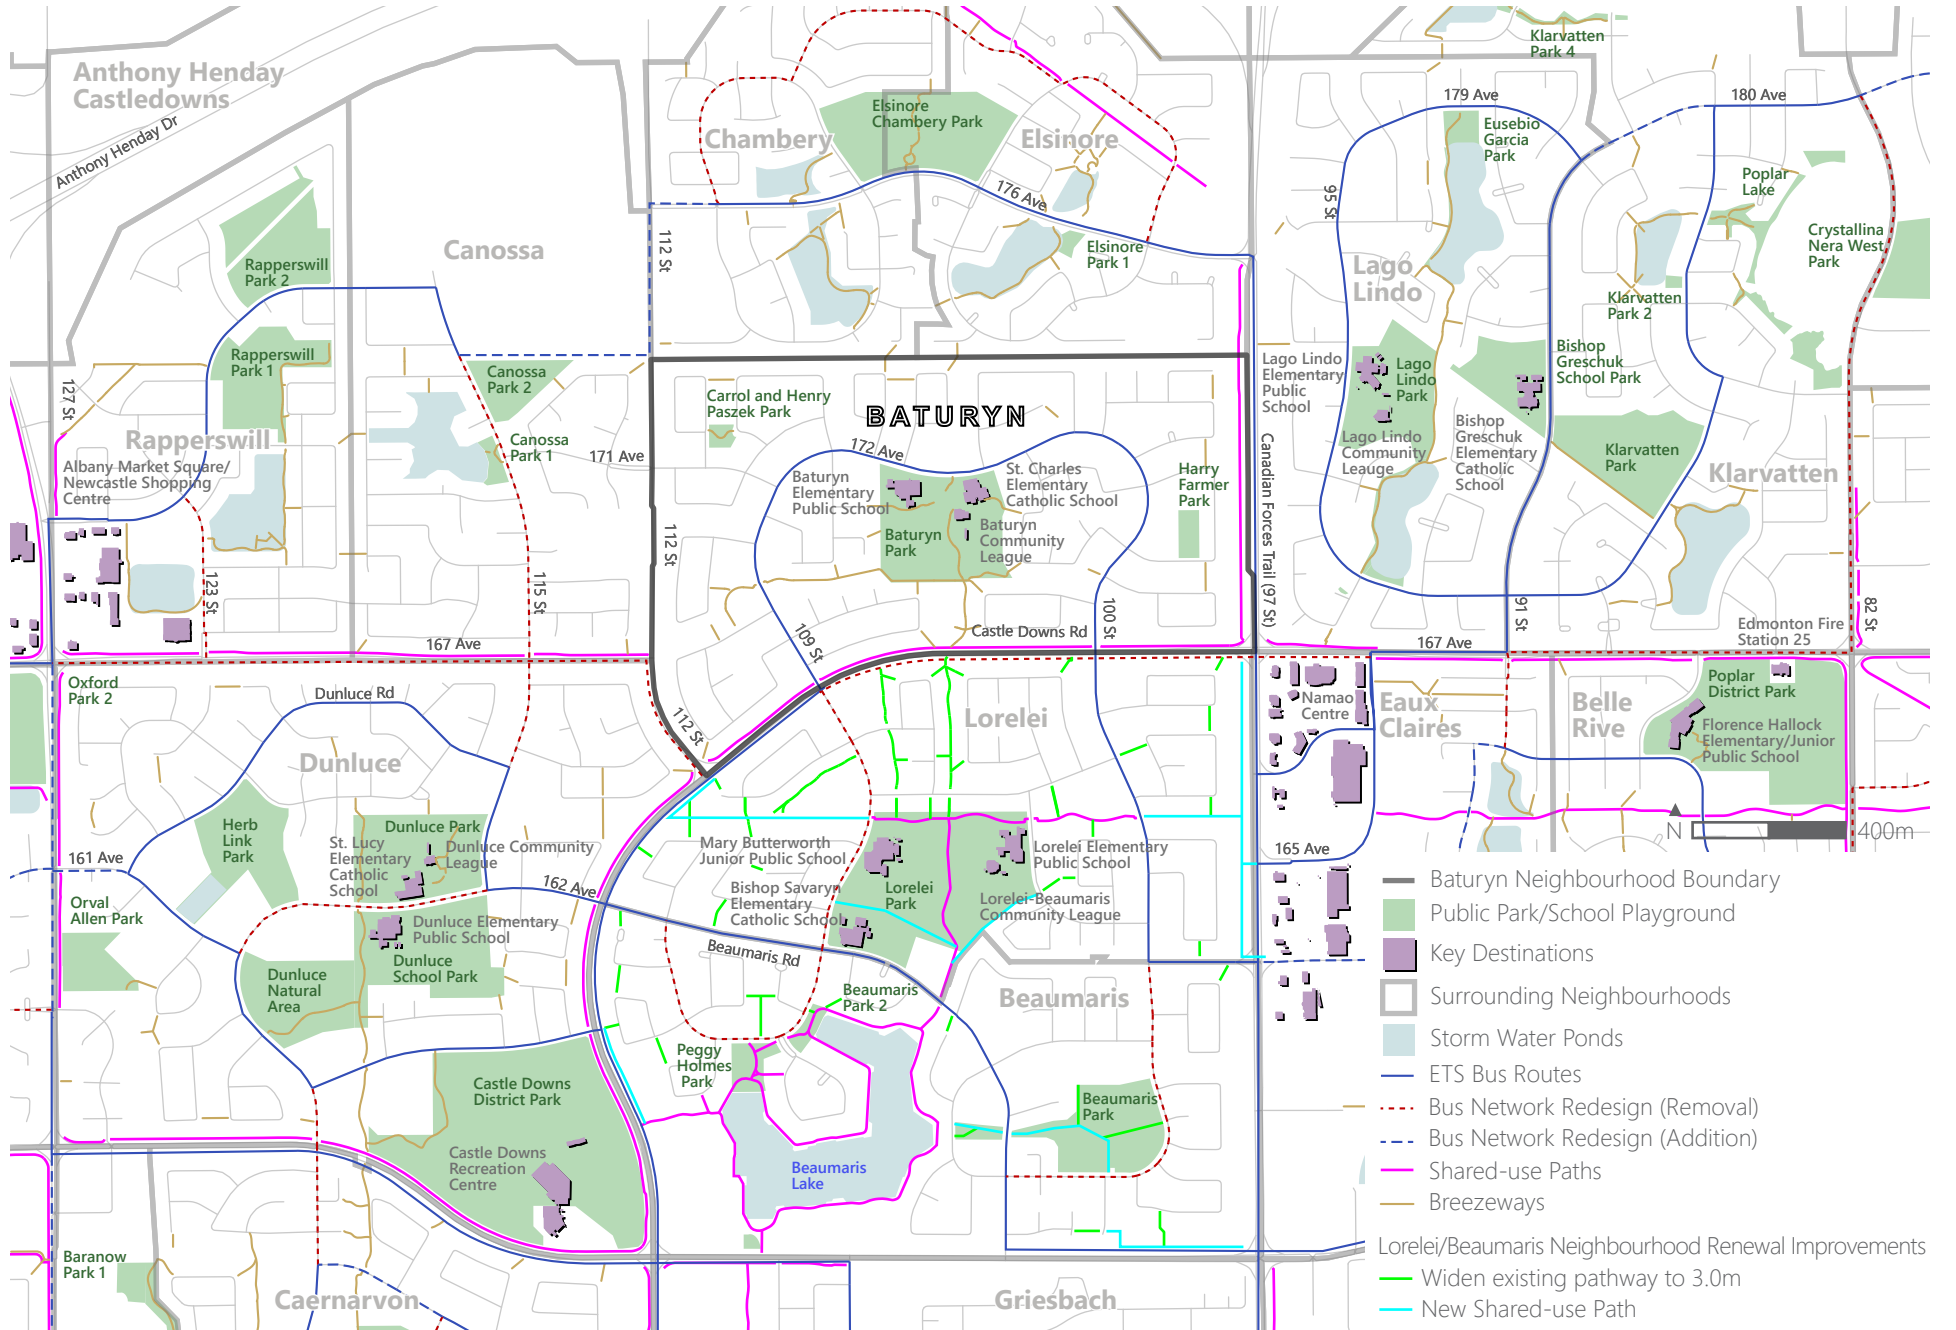 Anthony Henday
Castledowns
Anthony Henday Dr
Chambery
Elsinore
Chambery Park
Elsinore
176 Ave
Elsinore
Park 1
Klarvatten
Park 4
179 Ave
180 Ave
Eusebio
Garcia
Park
95 St
Poplar
Lake
Crystallina
Nera West
Park
Lago
Lindo
Klarvatten
Park 2
Canossa
112 St
Rapperswill
Park 2
Rapperswill
Park 1
Canossa
Park 2
127 St
Rapperswill
Canossa
Park 1
171 Ave
Albany Market Square/
Newcastle Shopping
Centre
123 St
115 St
167 Ave
Carrol and Henry
Paszek Park
BATURYN
172 Ave
Baturyn
Elementary
Public School
St. Charles
Elementary
Catholic School
Baturyn
Park
Baturyn
Community
League
Harry
Farmer
Park
112 St
109 St
100 St
Castle Downs Rd
Canadian Forces Trail (97 St)
Lago Lindo
Elementary
Public
School
Lago
Lindo
Park
Lago Lindo
Community
Leauge
Bishop
Greschuk
Elementary
Catholic
School
Bishop
Greschuk
School Park
Klarvatten
Park
Klarvatten
91 St
82 St
167 Ave
Edmonton Fire
Station 25
Oxford
Park 2
Dunluce Rd
112 St
Dunluce
Lorelei
Namao
Centre
Eaux
Claires
Belle
Rive
Poplar
District Park
Florence Hallock
Elementary/Junior
Public School
Herb
Link
Park
Dunluce Park
St. Lucy
Elementary
Catholic
School
Dunluce Community
League
161 Ave
Orval
Allen Park
162 Ave
Dunluce Elementary
Public School
Dunluce
School Park
Dunluce
Natural
Area
Mary Butterworth
Junior Public School
Bishop Savaryn
Elementary
Catholic School
Lorelei
Park
Lorelei Elementary
Public School
Lorelei-Beaumaris
Community League
Beaumaris Rd
165 Ave
Beaumaris
Park 2
Beaumaris
Peggy
Holmes
Park
Beaumaris
Park
Beaumaris
Lake
Castle Downs
District Park
Castle Downs
Recreation
Centre
Baranow
Park 1
Caernarvon
Griesbach
N
400m
Baturyn Neighbourhood Boundary
Public Park/School Playground
Key Destinations
Surrounding Neighbourhoods
Storm Water Ponds
ETS Bus Routes
Bus Network Redesign (Removal)
Bus Network Redesign (Addition)
Shared-use Paths
Breezeways
Lorelei/Beaumaris Neighbourhood Renewal Improvements
Widen existing pathway to 3.0m
New Shared-use Path